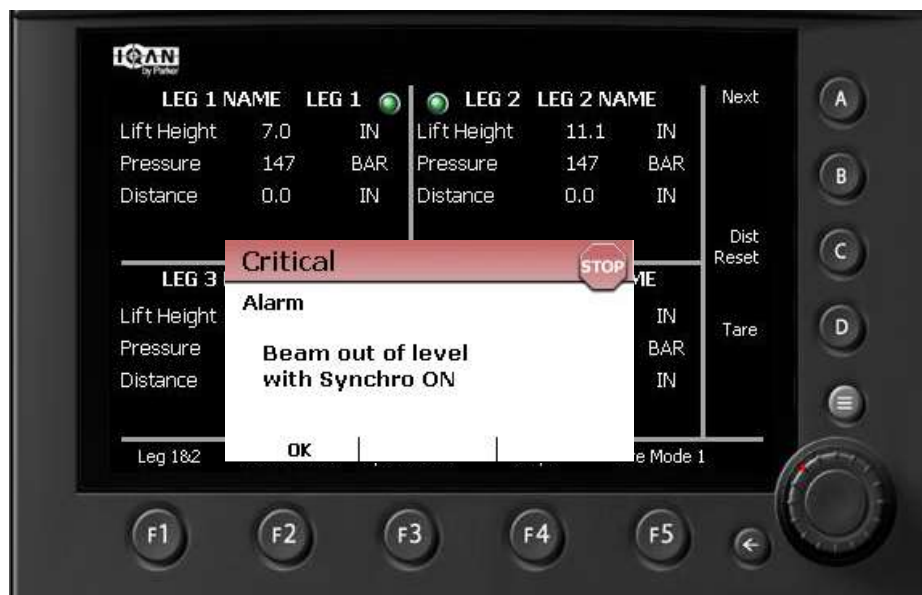 IQAN
by Parker
LEG 1 NAME LEG 1
Lift Height 7.0 IN
Pressure 147 BAR
Distance 0.0 IN
LEG 2 LEG 2 NAME
Lift Height 11.1 IN
Pressure 147 BAR
Distance 0.0 IN
Next
Dist
Reset
Tare
LEG 3
Lift Height
Pressure
Distance
IN
BAR
IN
Critical
STOP
Alarm
Beam out of level
with Synchro ON
OK
Leg 1&2
Mode 1
A
B
C
D
F1
F2
F3
F4
F5